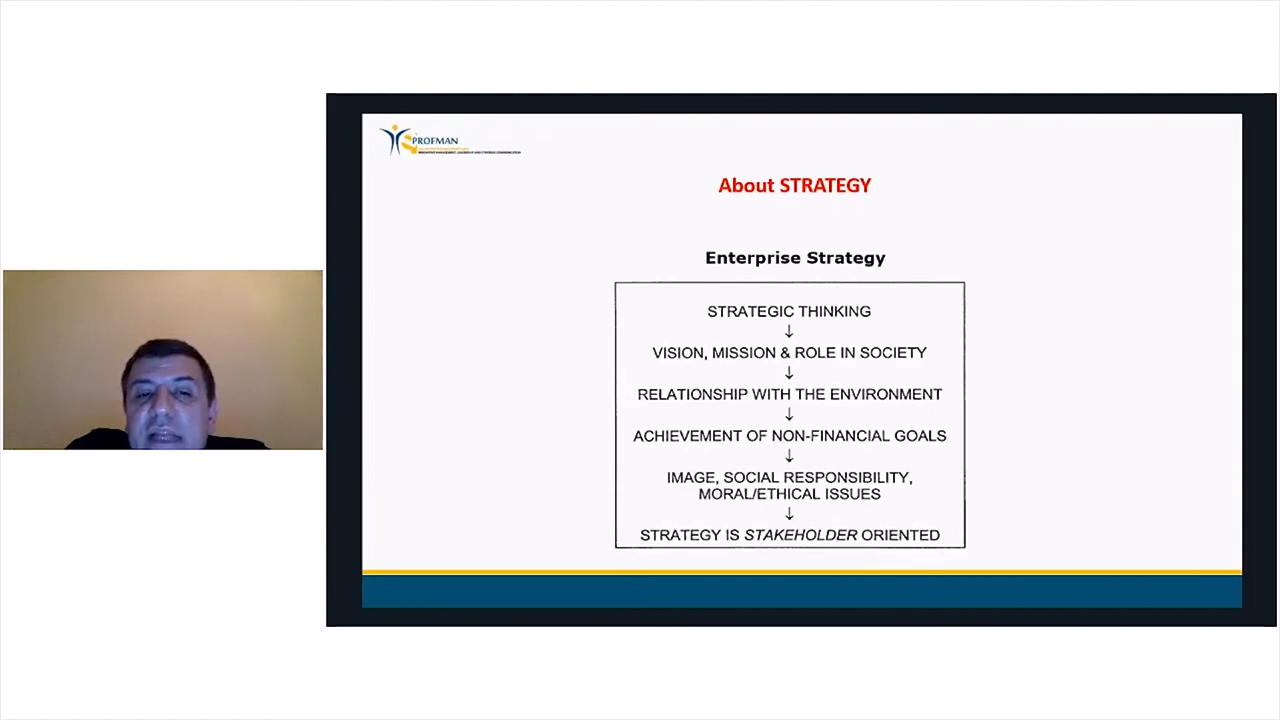 PROFMAN
About STRATEGY
Enterprise Strategy
STRATEGIC THINKING
↓
VISION, MISSION & ROLE IN SOCIETY
↓
RELATIONSHIP WITH THE ENVIRONMENT
↓
ACHIEVEMENT OF NON-FINANCIAL GOALS
↓
IMAGE, SOCIAL RESPONSIBILITY,
MORAL/ETHICAL ISSUES
↓
STRATEGY IS STAKEHOLDER ORIENTED